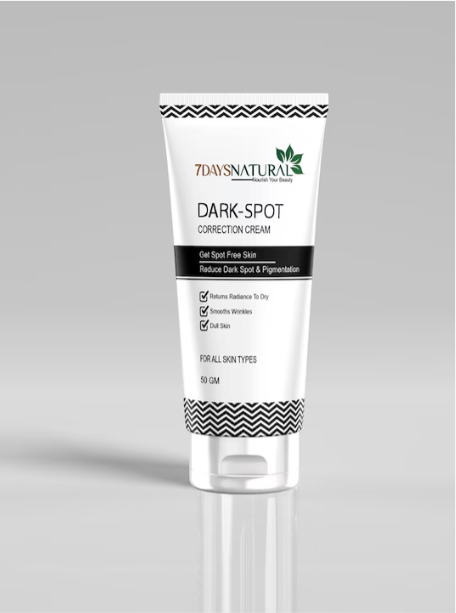 7DAYSNATURAL
Nourish Your Beauty
DARK-SPOT
CORRECTION CREAM
Get Spot Free Skin
Reduce Dark Spot & Pigmentation
Returns Radiance To Dry
Smooths Wrinkles
Dull Skin
FOR ALL SKIN TYPES
50 GM